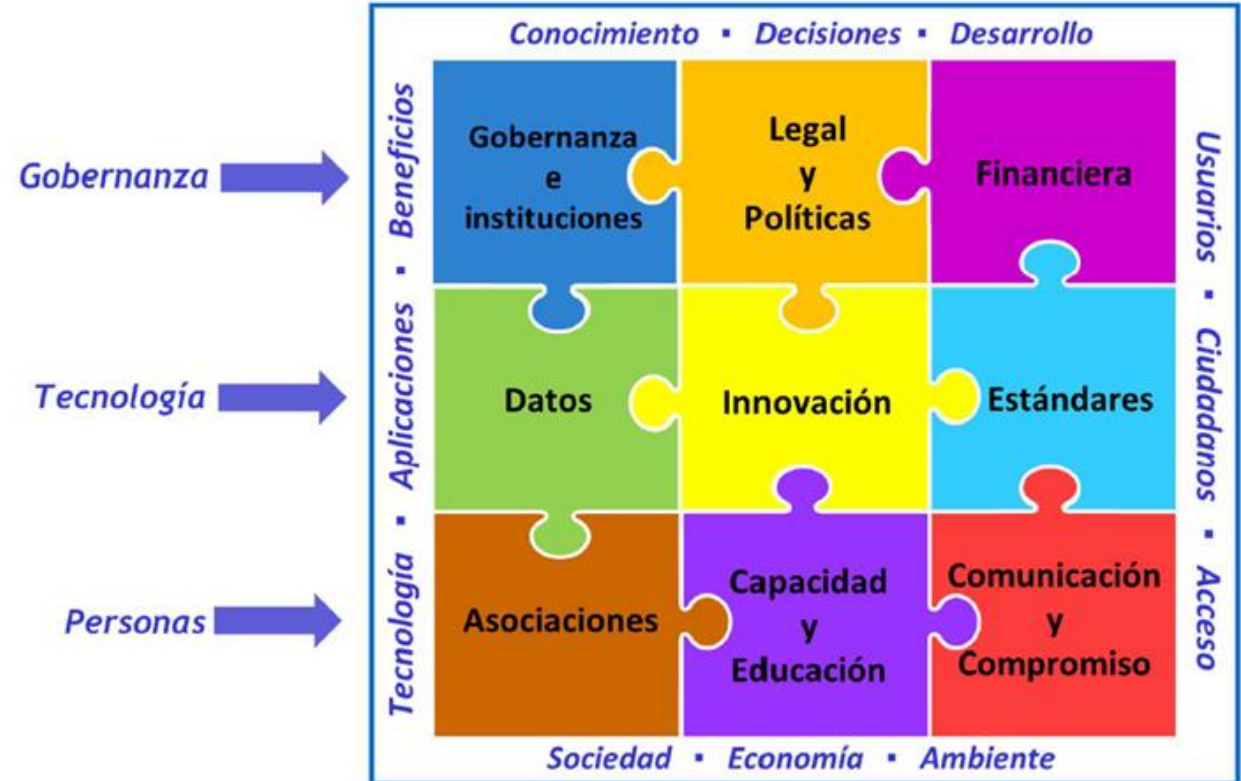 Conocimiento ▪ Decisiones ▪ Desarrollo
Gobernanza
Tecnología
Personas
Tecnología ▪ Aplicaciones ▪ Beneficios
Gobernanza
e
instituciones
Legal
y
Políticas
Financiera
Datos
Innovación
Estándares
Asociaciones
Capacidad
y
Educación
Comunicación
y
Compromiso
Usuarios ▪ Ciudadanos ▪ Acceso
Sociedad ▪ Economía ▪ Ambiente